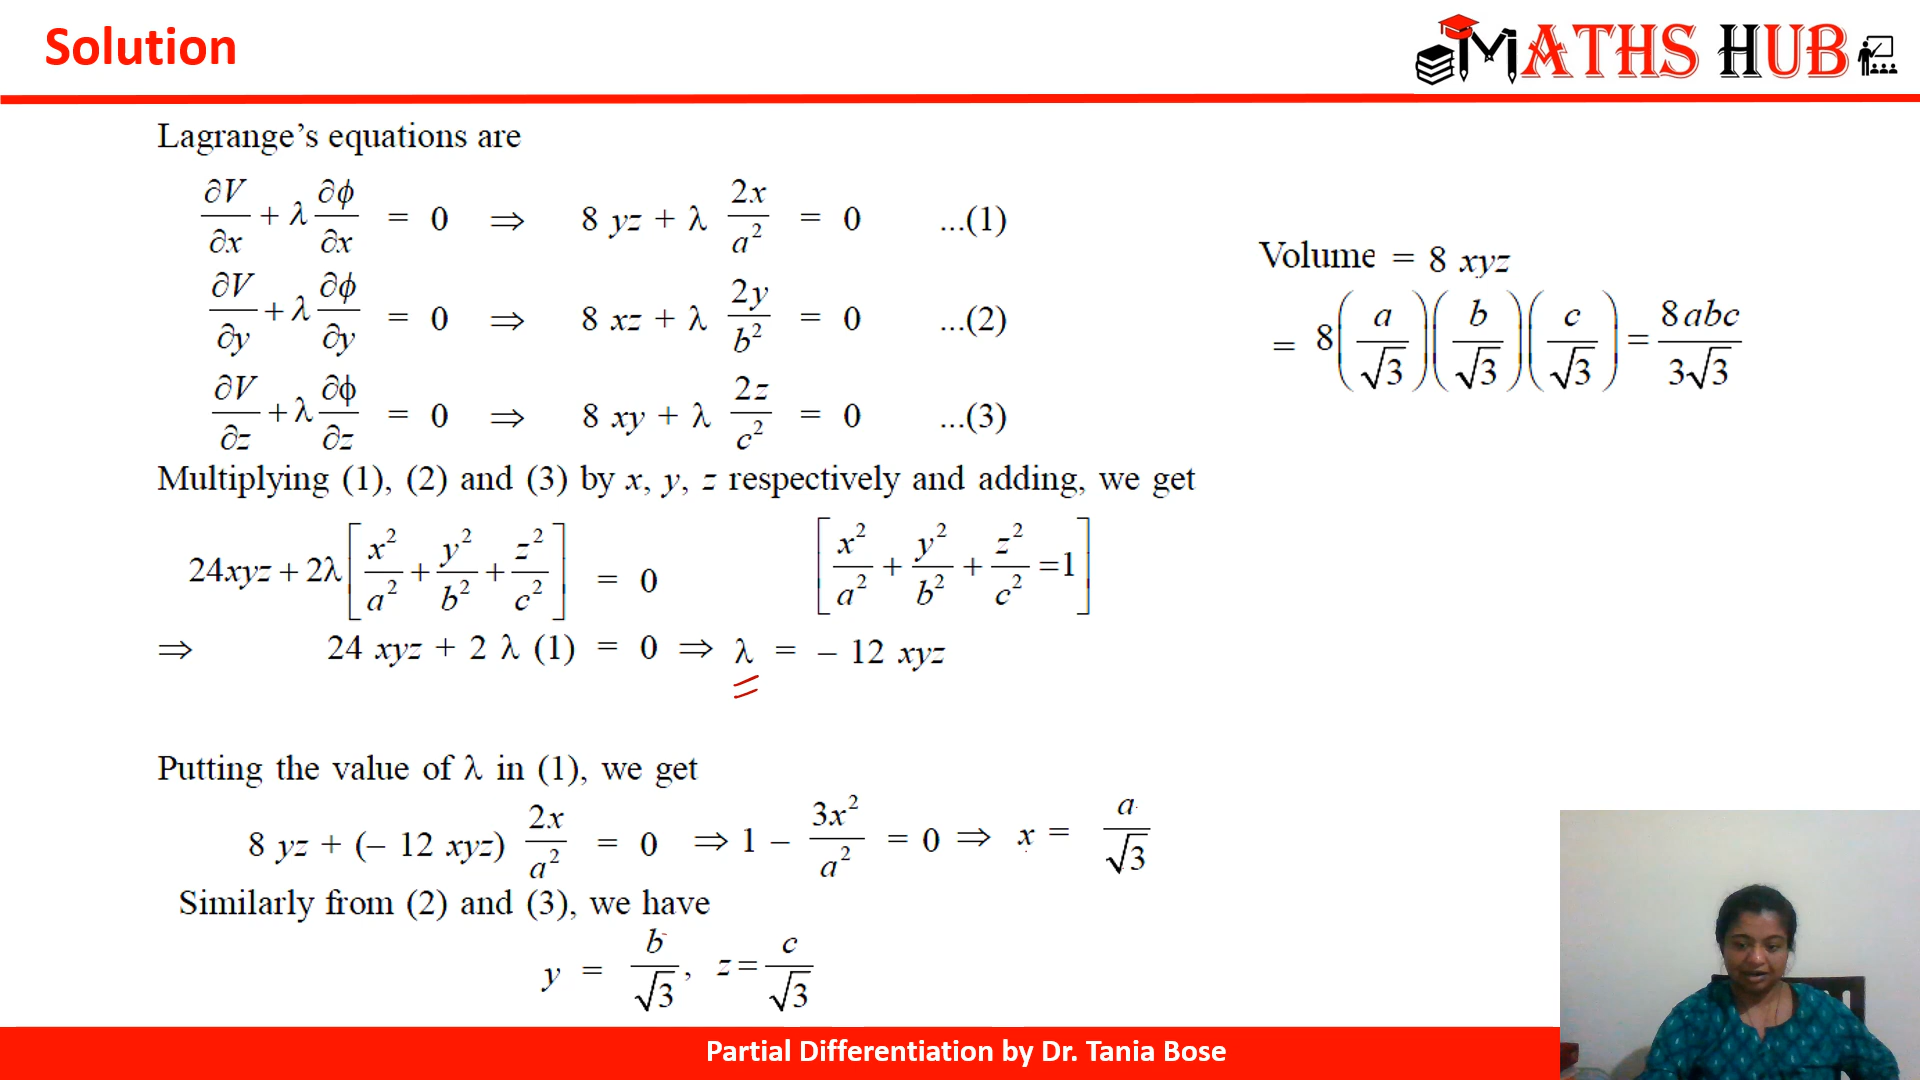 Solution
MATHS HUB
Lagrange's equations are
∂V/∂x + λ ∂ϕ/∂x = 0 ⇒ 8 yz + λ 2x/a² = 0 ...(1)
∂V/∂y + λ ∂ϕ/∂y = 0 ⇒ 8 xz + λ 2y/b² = 0 ...(2)
∂V/∂z + λ ∂ϕ/∂z = 0 ⇒ 8 xy + λ 2z/c² = 0 ...(3)
Multiplying (1), (2) and (3) by x, y, z respectively and adding, we get
24xyz + 2λ [x²/a² + y²/b² + z²/c²] = 0 [x²/a² + y²/b² + z²/c² = 1]
⇒ 24 xyz + 2 λ (1) = 0 ⇒ λ = – 12 xyz
Putting the value of λ in (1), we get
8 yz + (– 12 xyz) 2x/a² = 0 ⇒ 1 – 3x²/a² = 0 ⇒ x = a/√3
Similarly from (2) and (3), we have
y = b/√3, z = c/√3
Volume = 8 xyz
= 8(a/√3)(b/√3)(c/√3) = 8abc/3√3
Partial Differentiation by Dr. Tania Bose